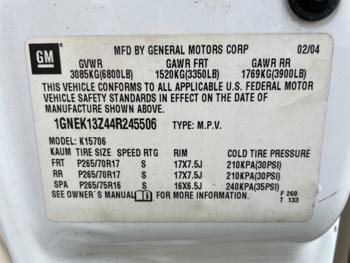 GM
MFD BY GENERAL MOTORS CORP 02/04
GVWR GAWR FRT GAWR RR
3085KG(6800LB) 1520KG(3350LB) 1769KG(3900LB)
THIS VEHICLE CONFORMS TO ALL APPLICABLE U.S. FEDERAL MOTOR
VEHICLE SAFETY STANDARDS IN EFFECT ON THE DATE OF
MANUFACTURE SHOWN ABOVE.
1GNEK13Z44R245506 TYPE: M.P.V.
MODEL: K15706
KAUM TIRE SIZE SPEED RTG RIM COLD TIRE PRESSURE
FRT P265/70R17 S 17X7.5J 210KPA(30PSI)
RR P265/70R17 S 17X7.5J 210KPA(30PSI)
SPA P265/75R16 S 16X6.5J 240KPA(35PSI)
SEE OWNER'S MANUAL FOR MORE INFORMATION. F 260
T 133